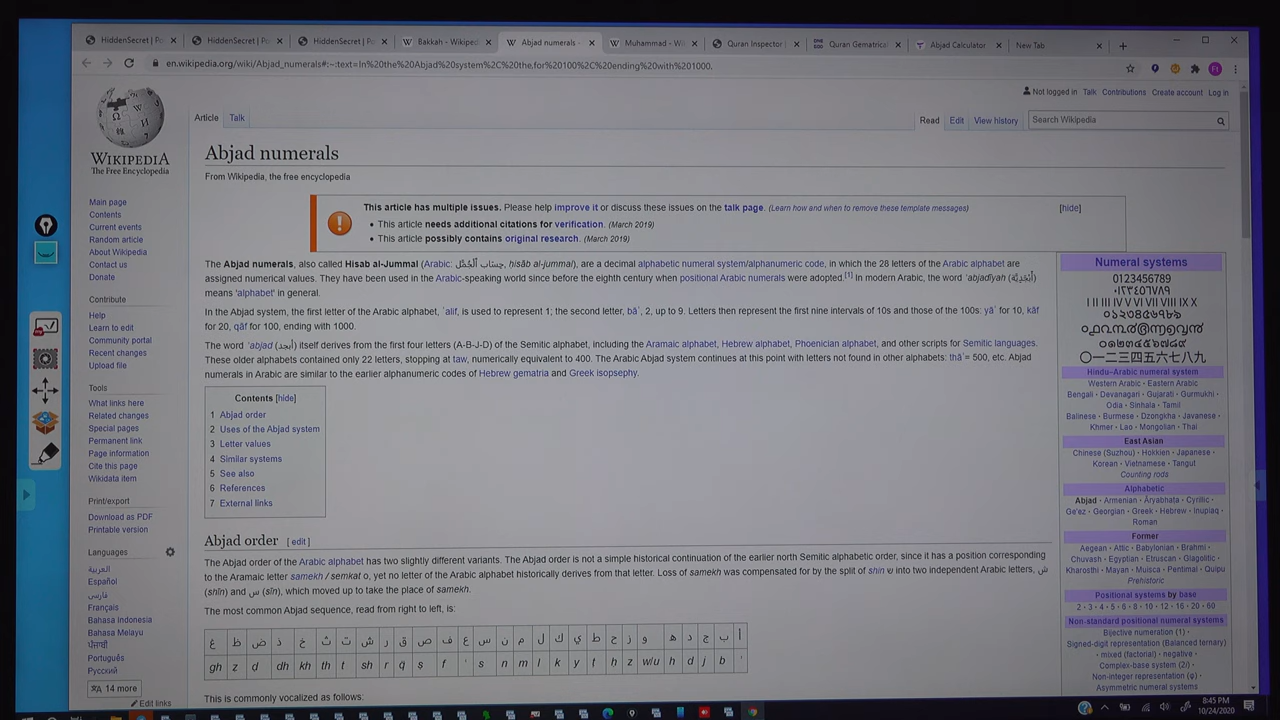 HiddenSecret | Po
HiddenSecret | Po
HiddenSecret | Po
Bakkah - Wikiped
Abjad numerals -
Muhammad - Wi
Quran Inspector |
Quran Gematrical
Abjad Calculator
New Tab
en.wikipedia.org/wiki/Abjad_numerals#:~:text=In%20the%20Abjad%20system%2C%20the,for%20100%2C%20ending%20with%201000.
Not logged in Talk Contributions Create account Log in
Article Talk
Read Edit View history
Search Wikipedia
WIKIPEDIA
The Free Encyclopedia
Main page
Contents
Current events
Random article
About Wikipedia
Contact us
Donate
Contribute
Help
Learn to edit
Community portal
Recent changes
Upload file
Tools
What links here
Related changes
Special pages
Permanent link
Page information
Cite this page
Wikidata item
Print/export
Download as PDF
Printable version
Languages
العربية
Español
فارسی
Français
Bahasa Indonesia
Bahasa Melayu
ਪੰਜਾਬੀ
Português
Русский
14 more
Edit links
Abjad numerals
From Wikipedia, the free encyclopedia
This article has multiple issues. Please help improve it or discuss these issues on the talk page. (Learn how and when to remove these template messages) [hide]
• This article needs additional citations for verification. (March 2019)
• This article possibly contains original research. (March 2019)
The Abjad numerals, also called Hisab al-Jummal (Arabic: حِسَاب ٱلْجُمَّل, ḥisāb al-jummal), are a decimal alphabetic numeral system/alphanumeric code, in which the 28 letters of the Arabic alphabet are
assigned numerical values. They have been used in the Arabic-speaking world since before the eighth century when positional Arabic numerals were adopted.[1] In modern Arabic, the word ʾabjadīyah (أَبْجَدِيَّة)
means 'alphabet' in general.
In the Abjad system, the first letter of the Arabic alphabet, ʾalif, is used to represent 1; the second letter, bāʾ, 2, up to 9. Letters then represent the first nine intervals of 10s and those of the 100s: yāʾ for 10, kāf
for 20, qāf for 100, ending with 1000.
The word ʾabjad (أبجد) itself derives from the first four letters (A-B-J-D) of the Semitic alphabet, including the Aramaic alphabet, Hebrew alphabet, Phoenician alphabet, and other scripts for Semitic languages.
These older alphabets contained only 22 letters, stopping at taw, numerically equivalent to 400. The Arabic Abjad system continues at this point with letters not found in other alphabets: thāʾ= 500, etc. Abjad
numerals in Arabic are similar to the earlier alphanumeric codes of Hebrew gematria and Greek isopsephy.
Contents [hide]
1 Abjad order
2 Uses of the Abjad system
3 Letter values
4 Similar systems
5 See also
6 References
7 External links
Abjad order [ edit ]
The Abjad order of the Arabic alphabet has two slightly different variants. The Abjad order is not a simple historical continuation of the earlier north Semitic alphabetic order, since it has a position corresponding
to the Aramaic letter samekh / semkat ס, yet no letter of the Arabic alphabet historically derives from that letter. Loss of samekh was compensated for by the split of shin ש into two independent Arabic letters, ش
(shīn) and س (sīn), which moved up to take the place of samekh.
The most common Abjad sequence, read from right to left, is:
أ ب ج د هـ و ز ح ط ي ك ل م ن س ع ف ص ق ر ش ت ث خ ذ ض ظ غ
gh ẓ ḍ dh kh th t sh r q ṣ f ʿ s n m l k y ṭ ḥ z w/u h d j b ʾ
This is commonly vocalized as follows:
Numeral systems
0123456789
٠١٢٣٤٥٦٧٨٩
I II III IV V VI VII VIII IX X
〇一二三四五六七八九
Hindu–Arabic numeral system
Western Arabic • Eastern Arabic
Bengali • Devanagari • Gujarati • Gurmukhi •
Odia • Sinhala • Tamil
Balinese • Burmese • Dzongkha • Javanese •
Khmer • Lao • Mongolian • Thai
East Asian
Chinese (Suzhou) • Hokkien • Japanese •
Korean • Vietnamese • Tangut
Counting rods
Alphabetic
Abjad • Armenian • Āryabhaṭa • Cyrillic •
Ge'ez • Georgian • Greek • Hebrew • Inupiaq •
Roman
Former
Aegean • Attic • Babylonian • Brahmi •
Chuvash • Egyptian • Etruscan • Glagolitic •
Kharosthi • Mayan • Muisca • Pentimal • Quipu
Prehistoric
Positional systems by base
2 • 3 • 4 • 5 • 6 • 8 • 10 • 12 • 16 • 20 • 60
Non-standard positional numeral systems
Bijective numeration (1) •
Signed-digit representation (Balanced ternary)
• mixed (factorial) • negative •
Complex-base system (2i) •
Non-integer representation (φ) •
Asymmetric numeral systems
8:45 PM
10/24/2020